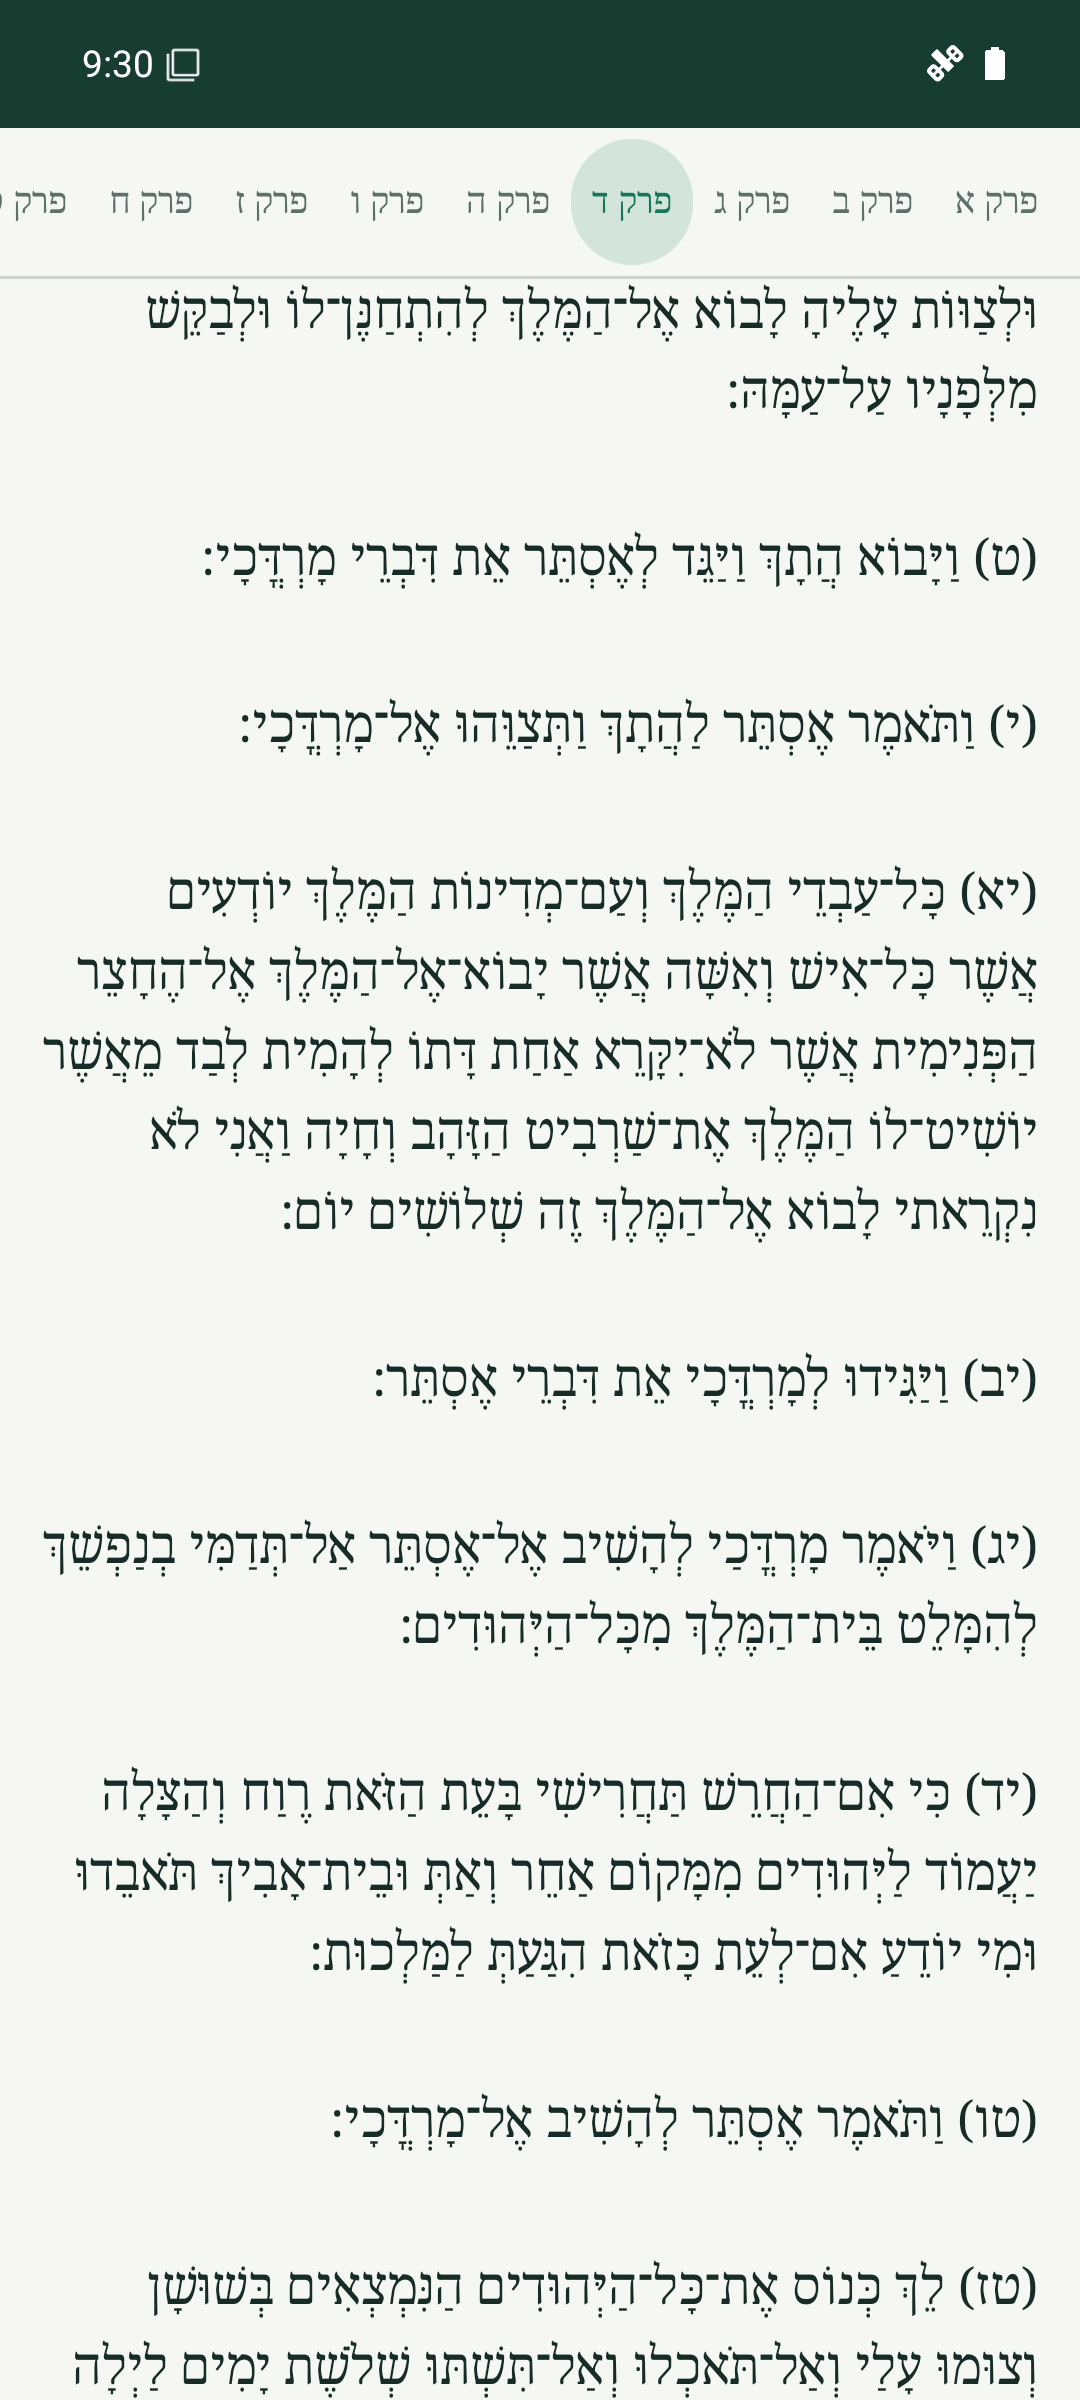 9:30
פרק א פרק ב פרק ג פרק ד פרק ה פרק ו פרק ז פרק ח פרק
וּלְצַוּוֹת עָלֶיהָ לָבוֹא אֶל־הַמֶּלֶךְ לְהִתְחַנֶּן־לוֹ וּלְבַקֵּשׁ
מִלְּפָנָיו עַל־עַמָּהּ:
(ט) וַיָּבוֹא הֲתָךְ וַיַּגֵּד לְאֶסְתֵּר אֵת דִּבְרֵי מָרְדֳּכָי:
(י) וַתֹּאמֶר אֶסְתֵּר לַהֲתָךְ וַתְּצַוֵּהוּ אֶל־מָרְדֳּכָי:
(יא) כָּל־עַבְדֵי הַמֶּלֶךְ וְעַם־מְדִינוֹת הַמֶּלֶךְ יוֹדְעִים
אֲשֶׁר כָּל־אִישׁ וְאִשָּׁה אֲשֶׁר יָבוֹא־אֶל־הַמֶּלֶךְ אֶל־הֶחָצֵר
הַפְּנִימִית אֲשֶׁר לֹא־יִקָּרֵא אַחַת דָּתוֹ לְהָמִית לְבַד מֵאֲשֶׁר
יוֹשִׁיט־לוֹ הַמֶּלֶךְ אֶת־שַׁרְבִיט הַזָּהָב וְחָיָה וַאֲנִי לֹא
נִקְרֵאתי לָבוֹא אֶל־הַמֶּלֶךְ זֶה שְׁלוֹשִׁים יוֹם:
(יב) וַיַּגִּידוּ לְמָרְדֳּכָי אֵת דִּבְרֵי אֶסְתֵּר:
(יג) וַיֹּאמֶר מָרְדֳּכַי לְהָשִׁיב אֶל־אֶסְתֵּר אַל־תְּדַמִּי בְנַפְשֵׁךְ
לְהִמָּלֵט בֵּית־הַמֶּלֶךְ מִכָּל־הַיְּהוּדִים:
(יד) כִּי אִם־הַחֲרֵשׁ תַּחֲרִישִׁי בָּעֵת הַזֹּאת רֶוַח וְהַצָּלָה
יַעֲמוֹד לַיְּהוּדִים מִמָּקוֹם אַחֵר וְאַתְּ וּבֵית־אָבִיךְ תֹּאבֵדוּ
וּמִי יוֹדֵעַ אִם־לְעֵת כָּזֹאת הִגַּעַתְּ לַמַּלְכוּת:
(טו) וַתֹּאמֶר אֶסְתֵּר לְהָשִׁיב אֶל־מָרְדֳּכָי:
(טז) לֵךְ כְּנוֹס אֶת־כָּל־הַיְּהוּדִים הַנִּמְצְאִים בְּשׁוּשָׁן
וְצוּמוּ עָלַי וְאַל־תֹּאכְלוּ וְאַל־תִּשְׁתּוּ שְׁלֹשֶׁת יָמִים לַיְלָה